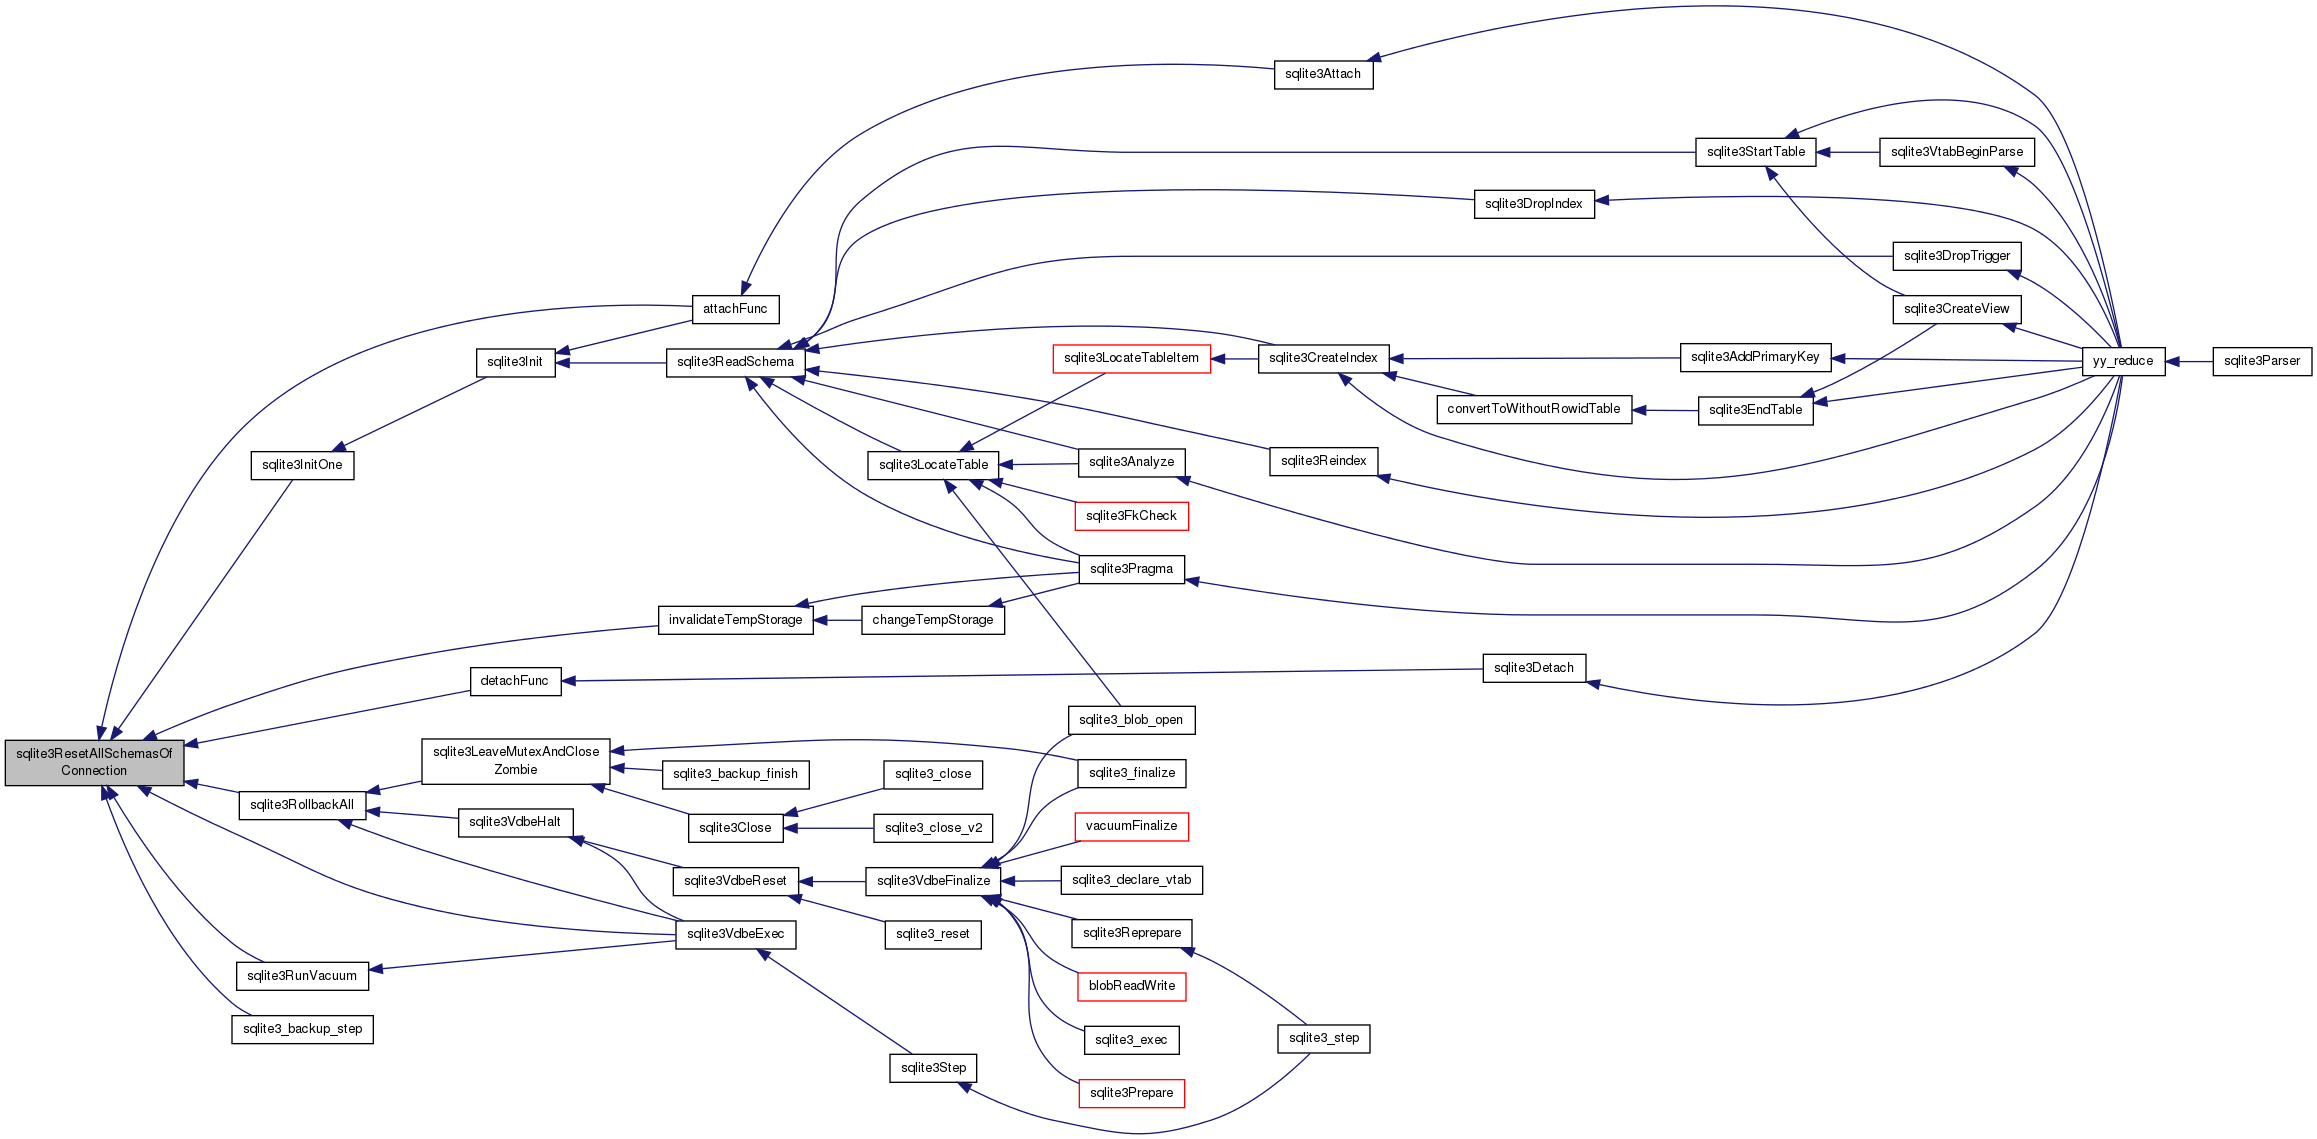 sqlite3Attach
sqlite3StartTable
sqlite3VtabBeginParse
sqlite3DropIndex
sqlite3DropTrigger
attachFunc
sqlite3CreateView
sqlite3Init
sqlite3ReadSchema
sqlite3LocateTableItem
sqlite3CreateIndex
sqlite3AddPrimaryKey
yy_reduce
sqlite3Parser
convertToWithoutRowidTable
sqlite3EndTable
sqlite3InitOne
sqlite3LocateTable
sqlite3Analyze
sqlite3Reindex
sqlite3FkCheck
sqlite3Pragma
invalidateTempStorage
changeTempStorage
detachFunc
sqlite3Detach
sqlite3_blob_open
sqlite3ResetAllSchemasOf
Connection
sqlite3LeaveMutexAndClose
Zombie
sqlite3_backup_finish
sqlite3_close
sqlite3_finalize
sqlite3RollbackAll
sqlite3VdbeHalt
sqlite3Close
sqlite3_close_v2
vacuumFinalize
sqlite3VdbeReset
sqlite3VdbeFinalize
sqlite3_declare_vtab
sqlite3VdbeExec
sqlite3_reset
sqlite3Reprepare
sqlite3RunVacuum
blobReadWrite
sqlite3_backup_step
sqlite3_exec
sqlite3_step
sqlite3Step
sqlite3Prepare